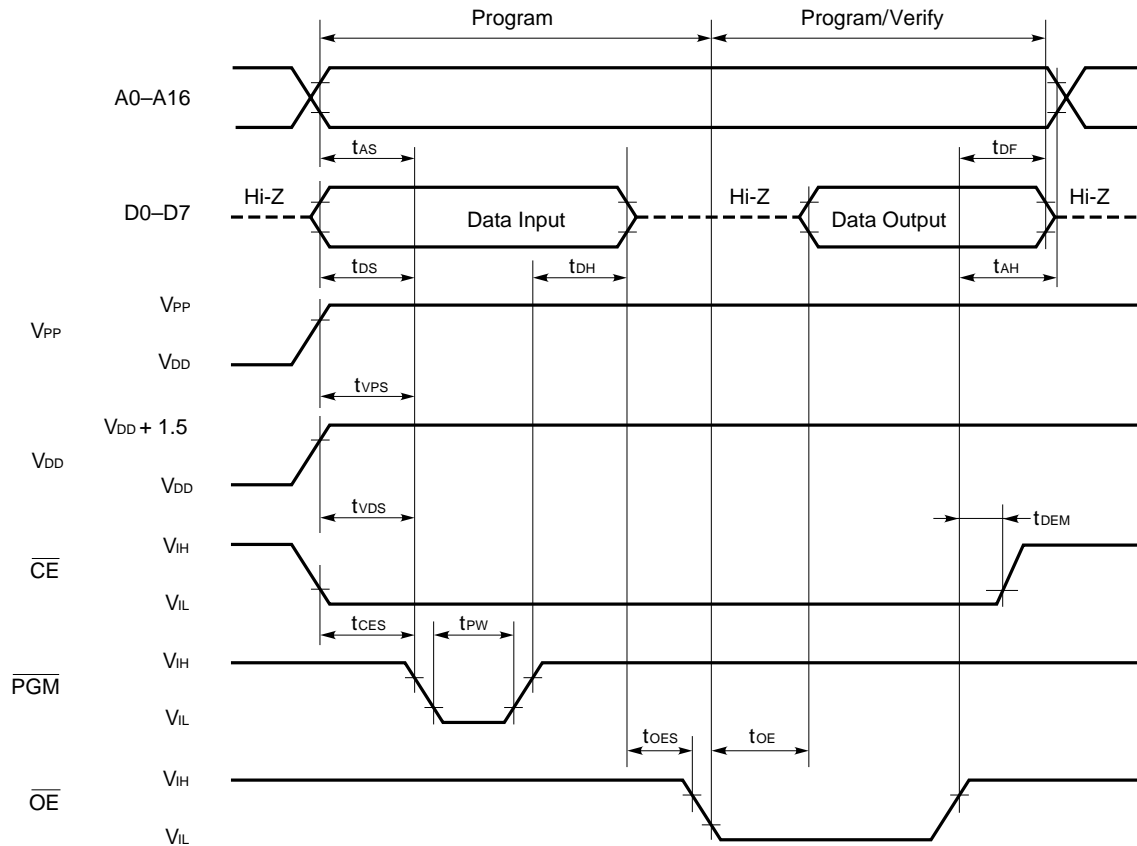 Program Program/Verify
A0–A16
tAS tDF
Hi-Z Hi-Z Hi-Z
D0–D7 Data Input Data Output
tDS tDH tAH
VPP
VPP
VDD
tVPS
VDD + 1.5
VDD
VDD
tVDS tDEM
VIH
CE
VIL
tCES tPW
VIH
PGM
VIL
tOES tOE
VIH
OE
VIL